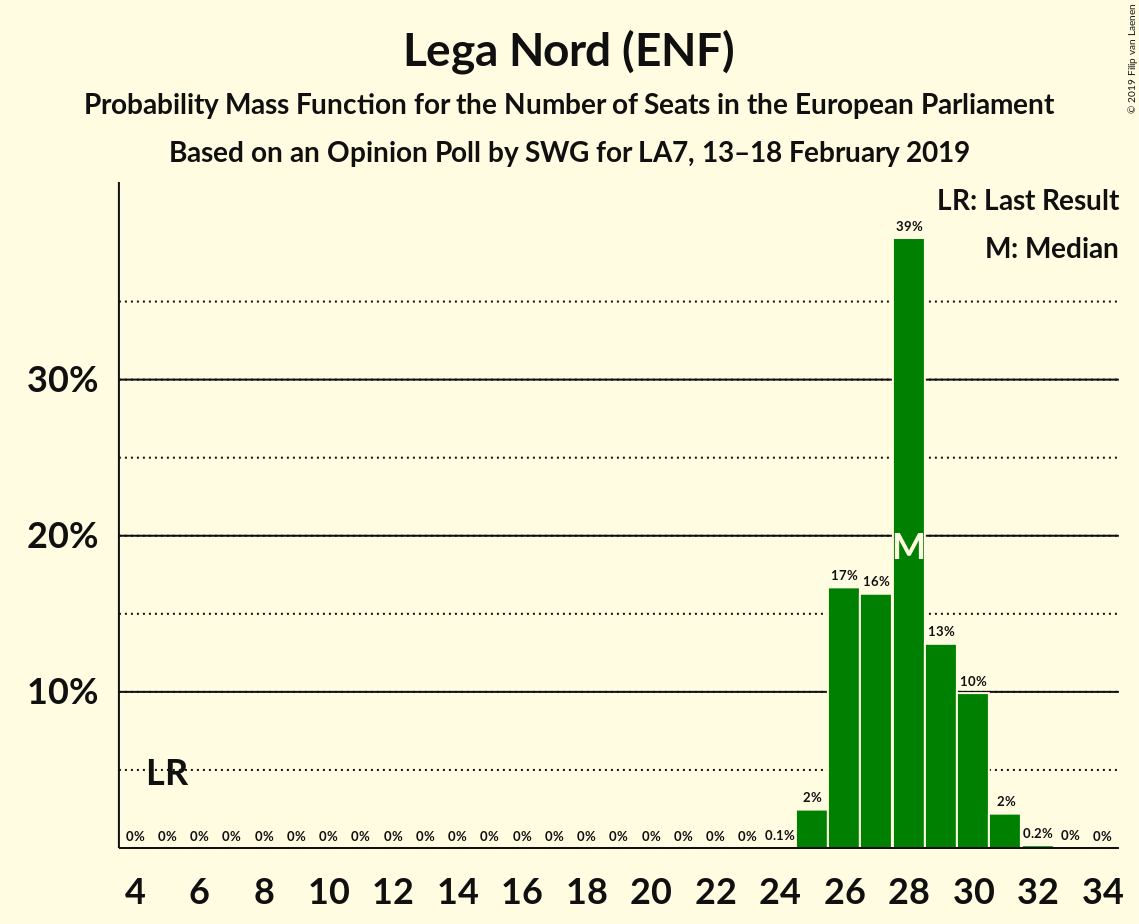 Lega Nord (ENF)
Probability Mass Function for the Number of Seats in the European Parliament
Based on an Opinion Poll by SWG for LA7, 13–18 February 2019
© 2019 Filip van Laenen
LR: Last Result
M: Median
39%
30%
20%
M
17% 16%
13%
10%
10%
LR
2% 2%
0% 0% 0% 0% 0% 0% 0% 0% 0% 0% 0% 0% 0% 0% 0% 0% 0% 0% 0% 0% 0.1% 0.2% 0% 0%
4 6 8 10 12 14 16 18 20 22 24 26 28 30 32 34